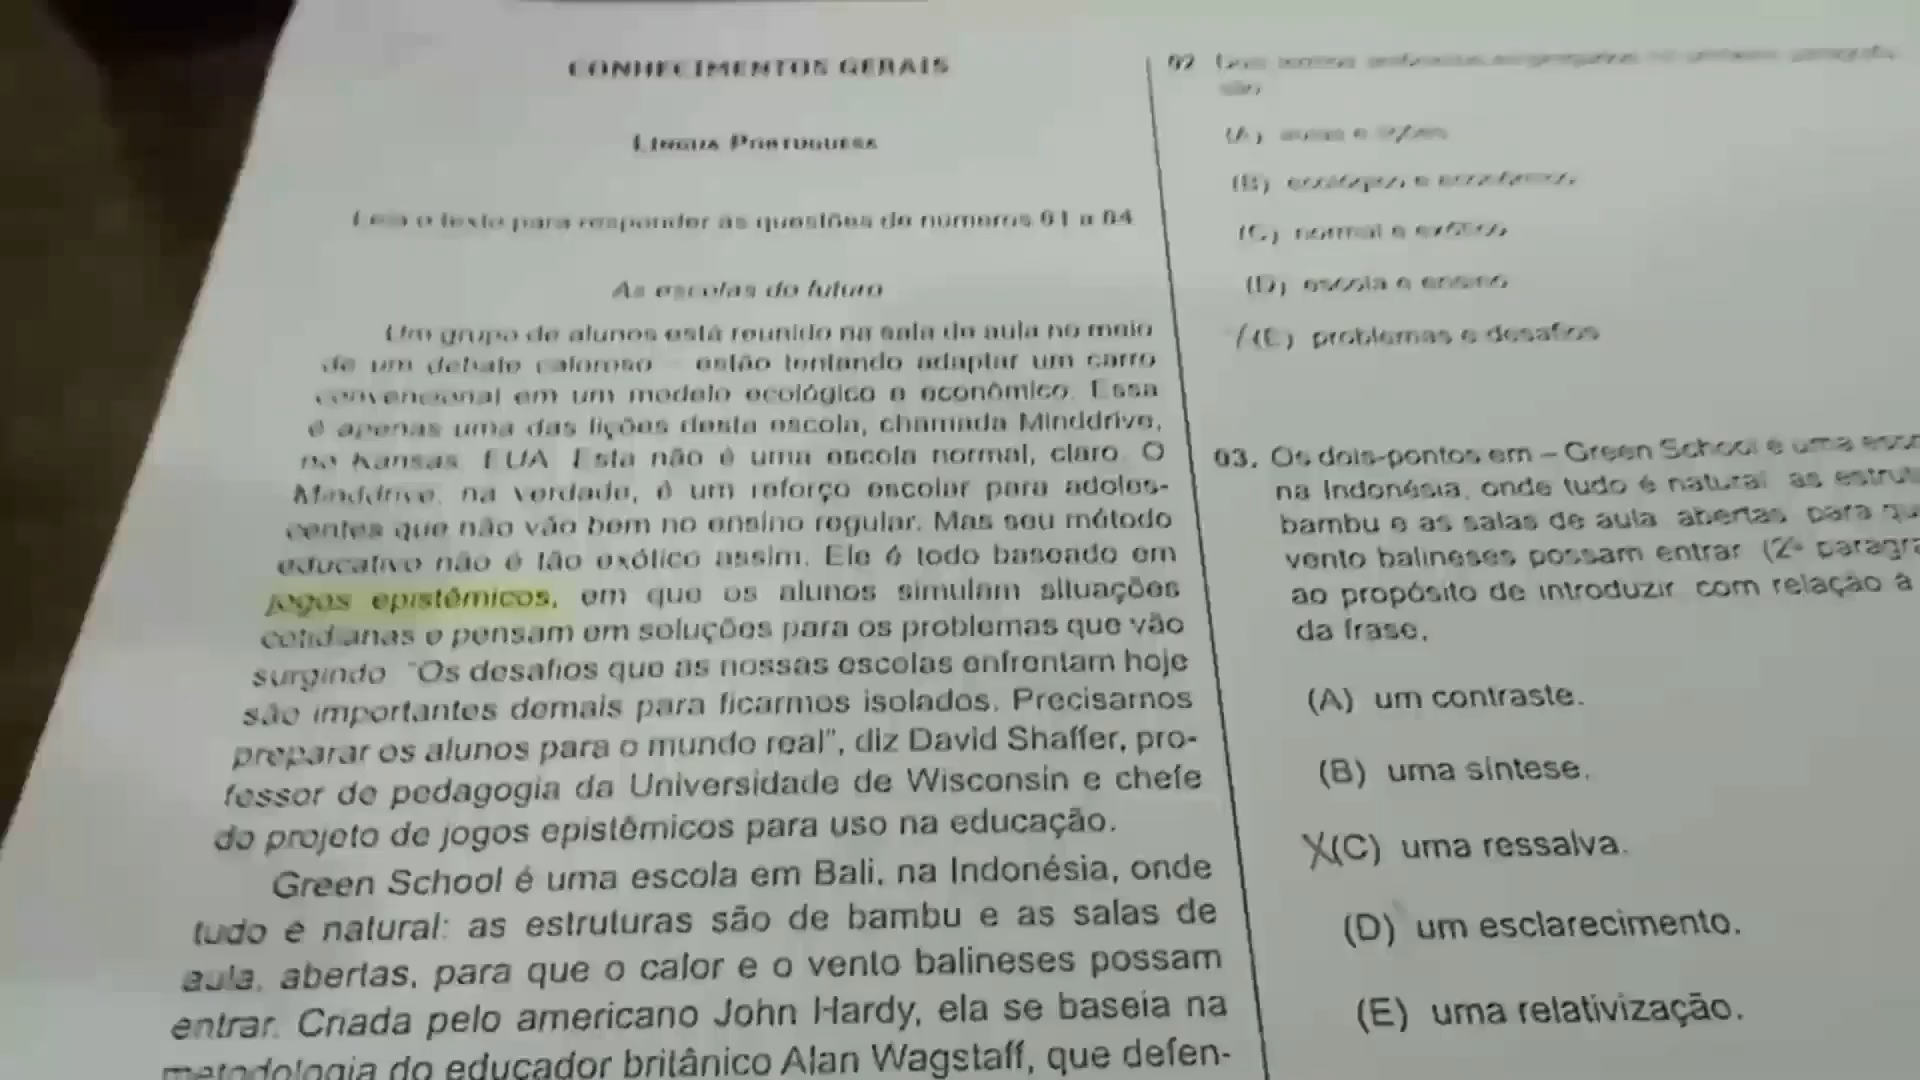 CONHECIMENTOS GERAIS
LÍNGUA PORTUGUESA
Leia o texto para responder às questões de números 01 a 04
As escolas do futuro
Um grupo de alunos está reunido na sala de aula no meio
de um debate caloroso – estão tentando adaptar um carro
convencional em um modelo ecológico e econômico. Essa
é apenas uma das lições desta escola, chamada Minddrive,
no Kansas, EUA. Esta não é uma escola normal, claro. O
Minddrive, na verdade, é um reforço escolar para adoles-
centes que não vão bem no ensino regular. Mas seu método
educativo não é tão exótico assim. Ele é todo baseado em
jogos epistêmicos, em que os alunos simulam situações
cotidianas e pensam em soluções para os problemas que vão
surgindo. "Os desafios que as nossas escolas enfrentam hoje
são importantes demais para ficarmos isolados. Precisamos
preparar os alunos para o mundo real", diz David Shaffer, pro-
fessor de pedagogia da Universidade de Wisconsin e chefe
do projeto de jogos epistêmicos para uso na educação.
Green School é uma escola em Bali, na Indonésia, onde
tudo é natural: as estruturas são de bambu e as salas de
aula, abertas, para que o calor e o vento balineses possam
entrar. Criada pelo americano John Hardy, ela se baseia na
metodologia do educador britânico Alan Wagstaff, que defen-
02
são
(A)
(B)
(C) normal e exótico
(D) escola e ensino
(E) problemas e desafios
03. Os dois-pontos em – Green School é uma
na Indonésia, onde tudo é natural: as
bambu e as salas de aula, abertas, para
vento balineses possam entrar. (2º
ao propósito de introduzir, com relação à
da frase,
(A) um contraste.
(B) uma síntese.
X(C) uma ressalva.
(D) um esclarecimento.
(E) uma relativização.